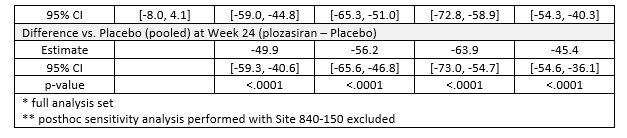 95% CI [-8.0, 4.1] [-59.0, -44.8] [-65.3, -51.0] [-72.8, -58.9] [-54.3, -40.3]
Difference vs. Placebo (pooled) at Week 24 (plozasiran – Placebo)
Estimate -49.9 -56.2 -63.9 -45.4
95% CI [-59.3, -40.6] [-65.6, -46.8] [-73.0, -54.7] [-54.6, -36.1]
p-value <.0001 <.0001 <.0001 <.0001
* full analysis set
** posthoc sensitivity analysis performed with Site 840-150 excluded